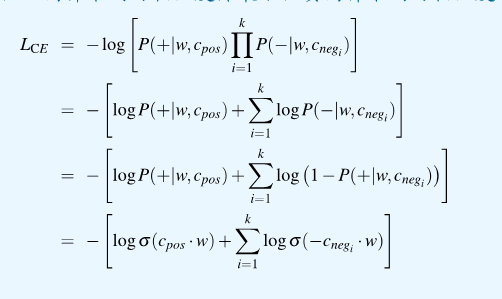 L_CE = −log [ P(+|w, c_pos) ∏_{i=1}^{k} P(−|w, c_neg_i) ]
= − [ log P(+|w, c_pos) + ∑_{i=1}^{k} log P(−|w, c_neg_i) ]
= − [ log P(+|w, c_pos) + ∑_{i=1}^{k} log (1 − P(+|w, c_neg_i)) ]
= − [ log σ(c_pos · w) + ∑_{i=1}^{k} log σ(−c_neg_i · w) ]